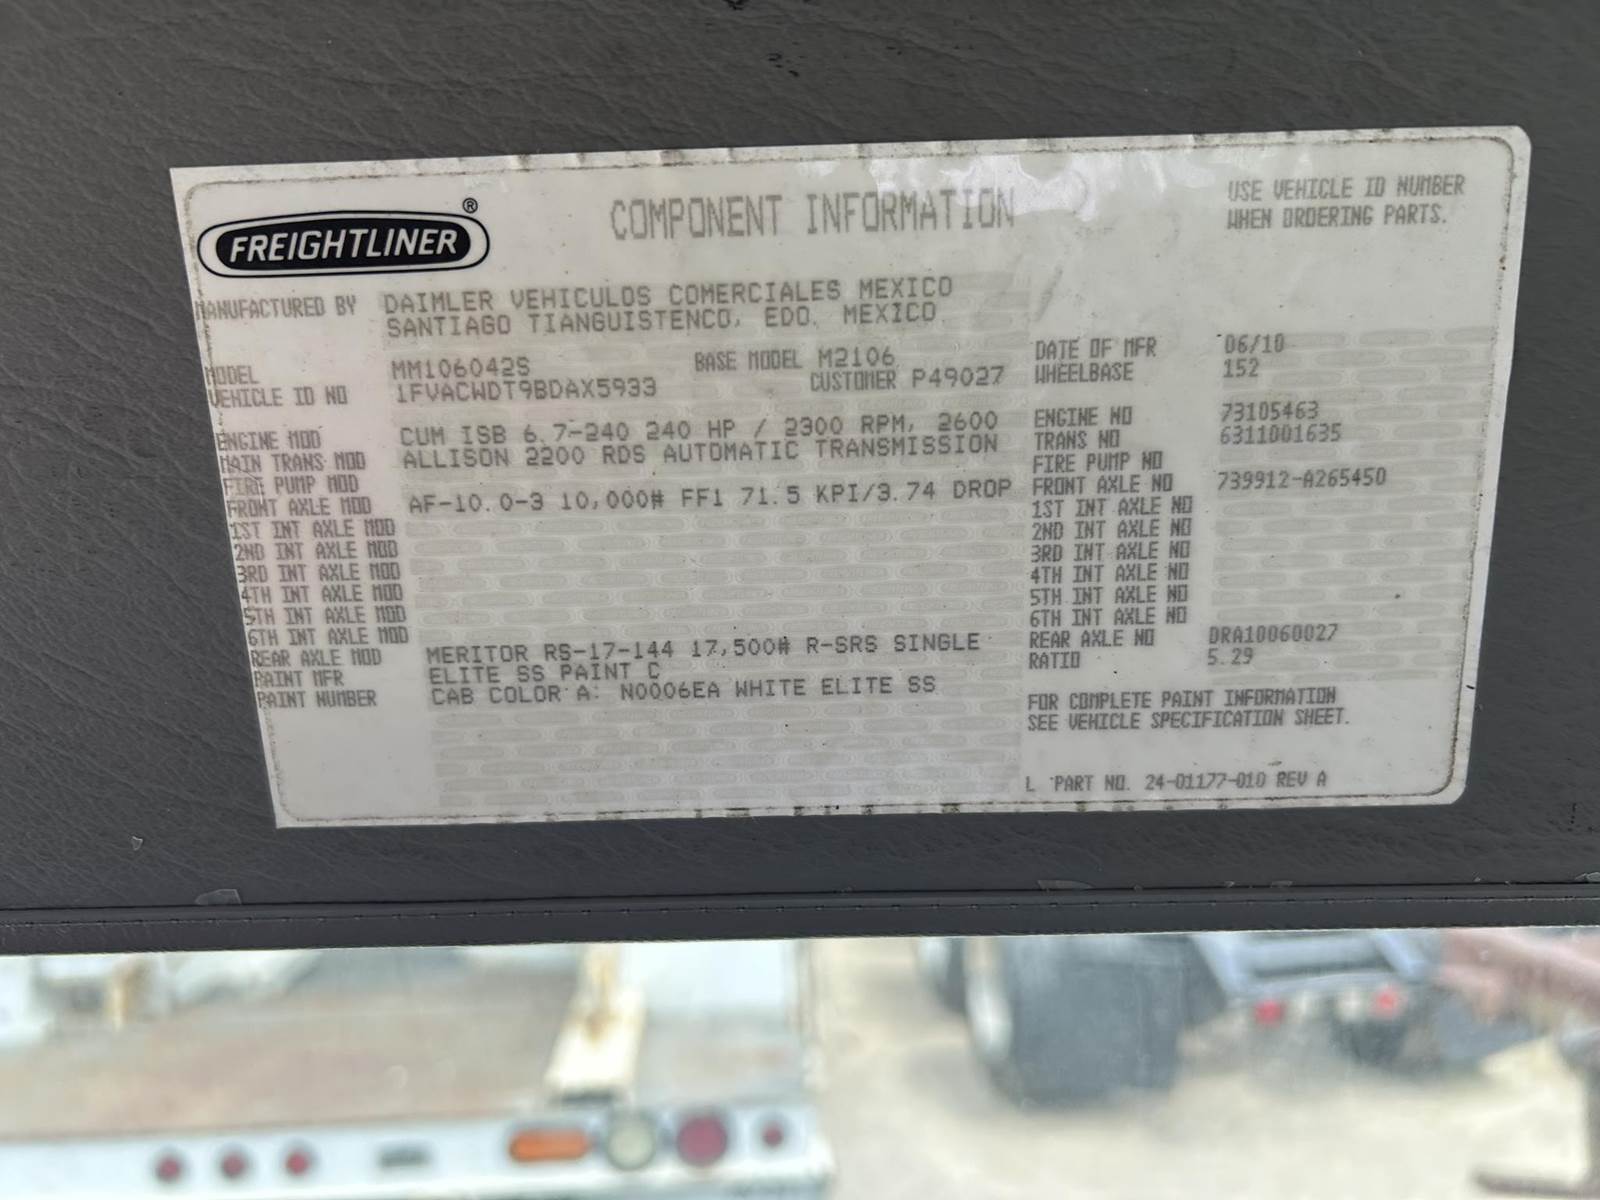 FREIGHTLINER®
COMPONENT INFORMATION
USE VEHICLE ID NUMBER
WHEN ORDERING PARTS.
MANUFACTURED BY DAIMLER VEHICULOS COMERCIALES MEXICO
SANTIAGO TIANGUISTENCO, EDO. MEXICO
MODEL MM106042S BASE MODEL M2106 DATE OF MFR 06/10
VEHICLE ID NO 1FVACWDT9BDAX5933 CUSTOMER P49027 WHEELBASE 152
ENGINE MOD CUM ISB 6.7-240 240 HP / 2300 RPM, 2600 ENGINE NO 73105463
MAIN TRANS MOD ALLISON 2200 RDS AUTOMATIC TRANSMISSION TRANS NO 6311001635
FIRE PUMP MOD FIRE PUMP NO
FRONT AXLE MOD AF-10.0-3 10,000# FF1 71.5 KPI/3.74 DROP FRONT AXLE NO 739912-A265450
1ST INT AXLE MOD 1ST INT AXLE NO
2ND INT AXLE MOD 2ND INT AXLE NO
3RD INT AXLE MOD 3RD INT AXLE NO
4TH INT AXLE MOD 4TH INT AXLE NO
5TH INT AXLE MOD 5TH INT AXLE NO
6TH INT AXLE MOD 6TH INT AXLE NO
REAR AXLE MOD MERITOR RS-17-144 17,500# R-SRS SINGLE REAR AXLE NO DRA10060027
PAINT MFR ELITE SS PAINT C RATIO 5.29
PAINT NUMBER CAB COLOR A: N0006EA WHITE ELITE SS
FOR COMPLETE PAINT INFORMATION
SEE VEHICLE SPECIFICATION SHEET.
L PART NO. 24-01177-010 REV A